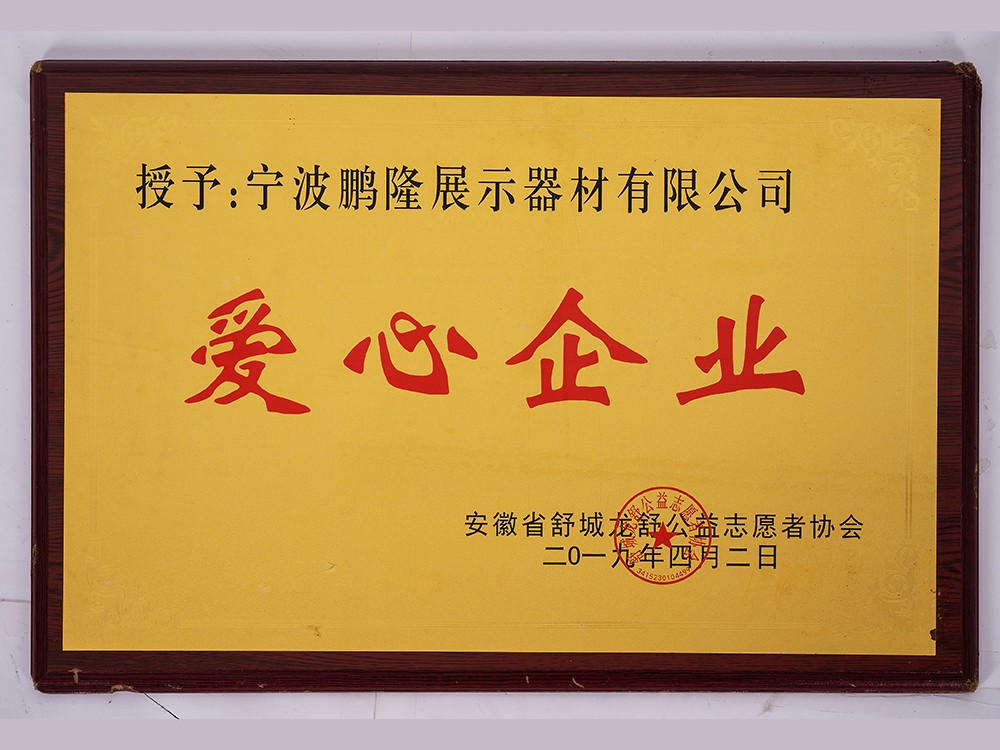 授予:宁波鹏隆展示器材有限公司
爱心企业
安徽省舒城龙舒公益志愿者协会
二0一九年四月二日
3415230104499